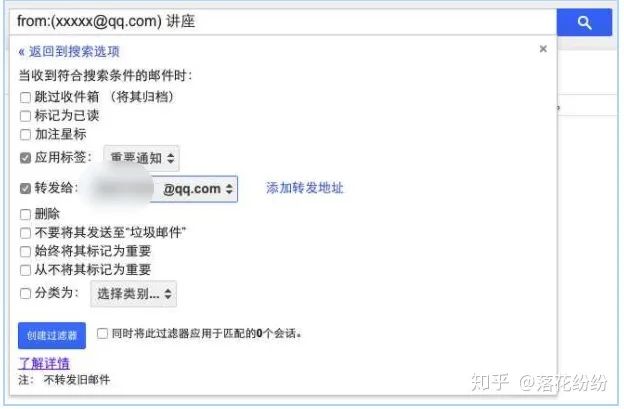 from:(xxxxx@qq.com) 讲座
« 返回到搜索选项
×
当收到符合搜索条件的邮件时：
跳过收件箱 （将其归档）
标记为已读
加注星标
应用标签： 重要通知
转发给： @qq.com 添加转发地址
删除
不要将其发送至“垃圾邮件”
始终将其标记为重要
从不将其标记为重要
分类为： 选择类别...
创建过滤器 同时将此过滤器应用于匹配的0个会话。
了解详情
注： 不转发旧邮件
知乎 @落花纷纷